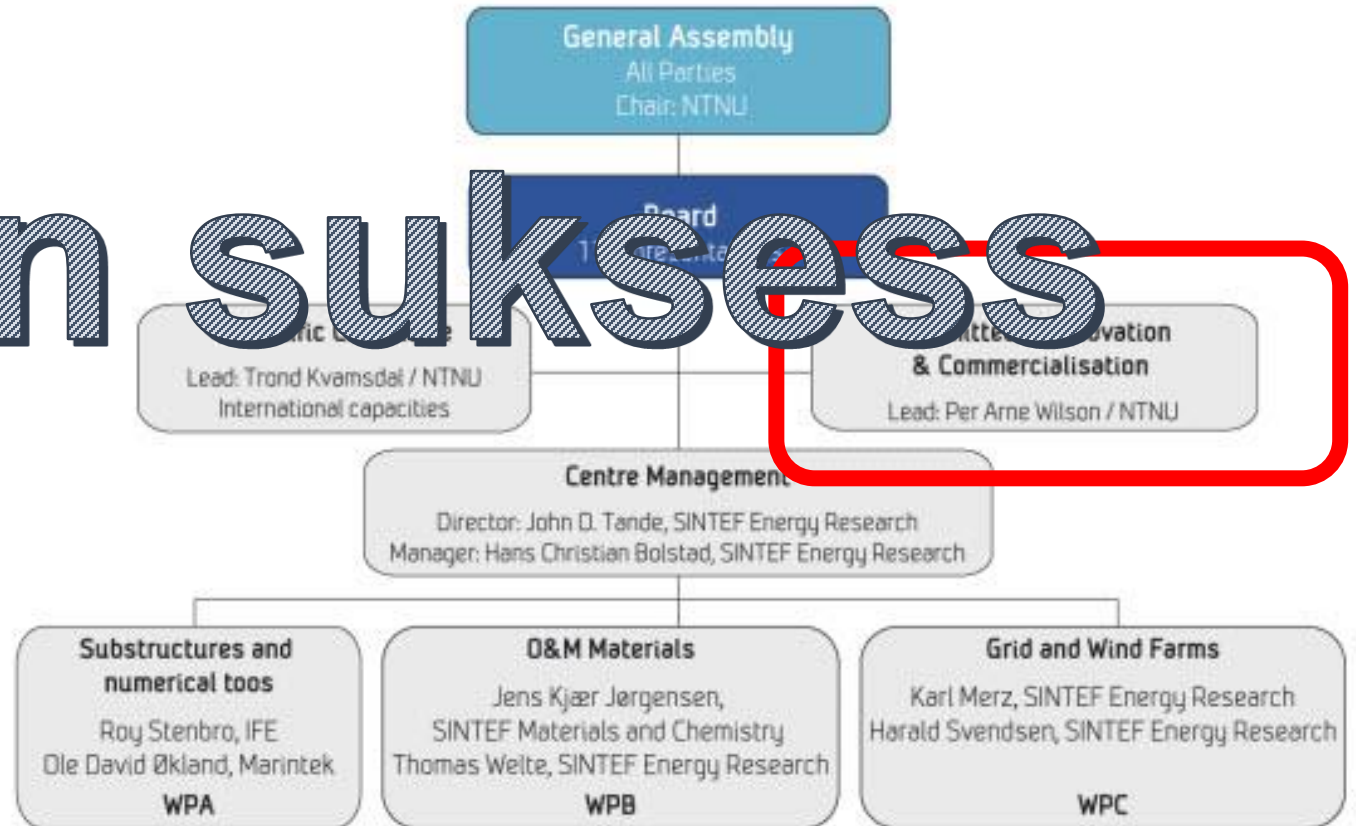 General Assembly
All Parties
Chair: NTNU
Board
n suksess
Lead: Trond Kvamsdal / NTNU
International capacities
& Commercialisation
Lead: Per Arne Wilson / NTNU
Centre Management
Director: John O. Tande, SINTEF Energy Research
Manager: Hans Christian Bolstad, SINTEF Energy Research
Substructures and
numerical toos
Roy Stenbro, IFE
Ole David Økland, Marintek
WPA
O&M Materials
Jens Kjær Jørgensen,
SINTEF Materials and Chemistry
Thomas Welte, SINTEF Energy Research
WPB
Grid and Wind Farms
Karl Merz, SINTEF Energy Research
Harald Svendsen, SINTEF Energy Research
WPC